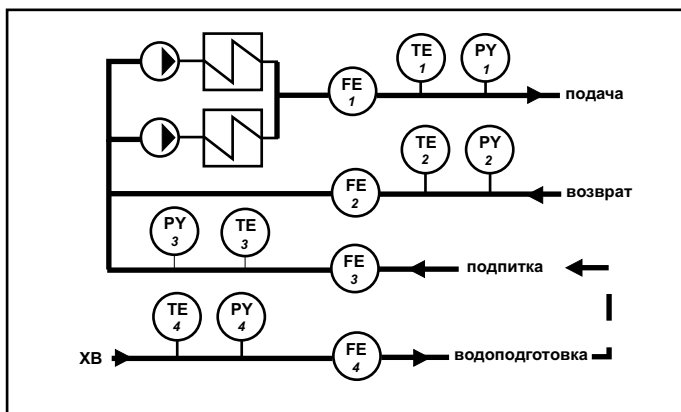 TE 1
PY 1
FE 1
подача
TE 2
PY 2
FE 2
возврат
PY 3
TE 3
FE 3
подпитка
TE 4
PY 4
ХВ
FE 4
водоподготовка